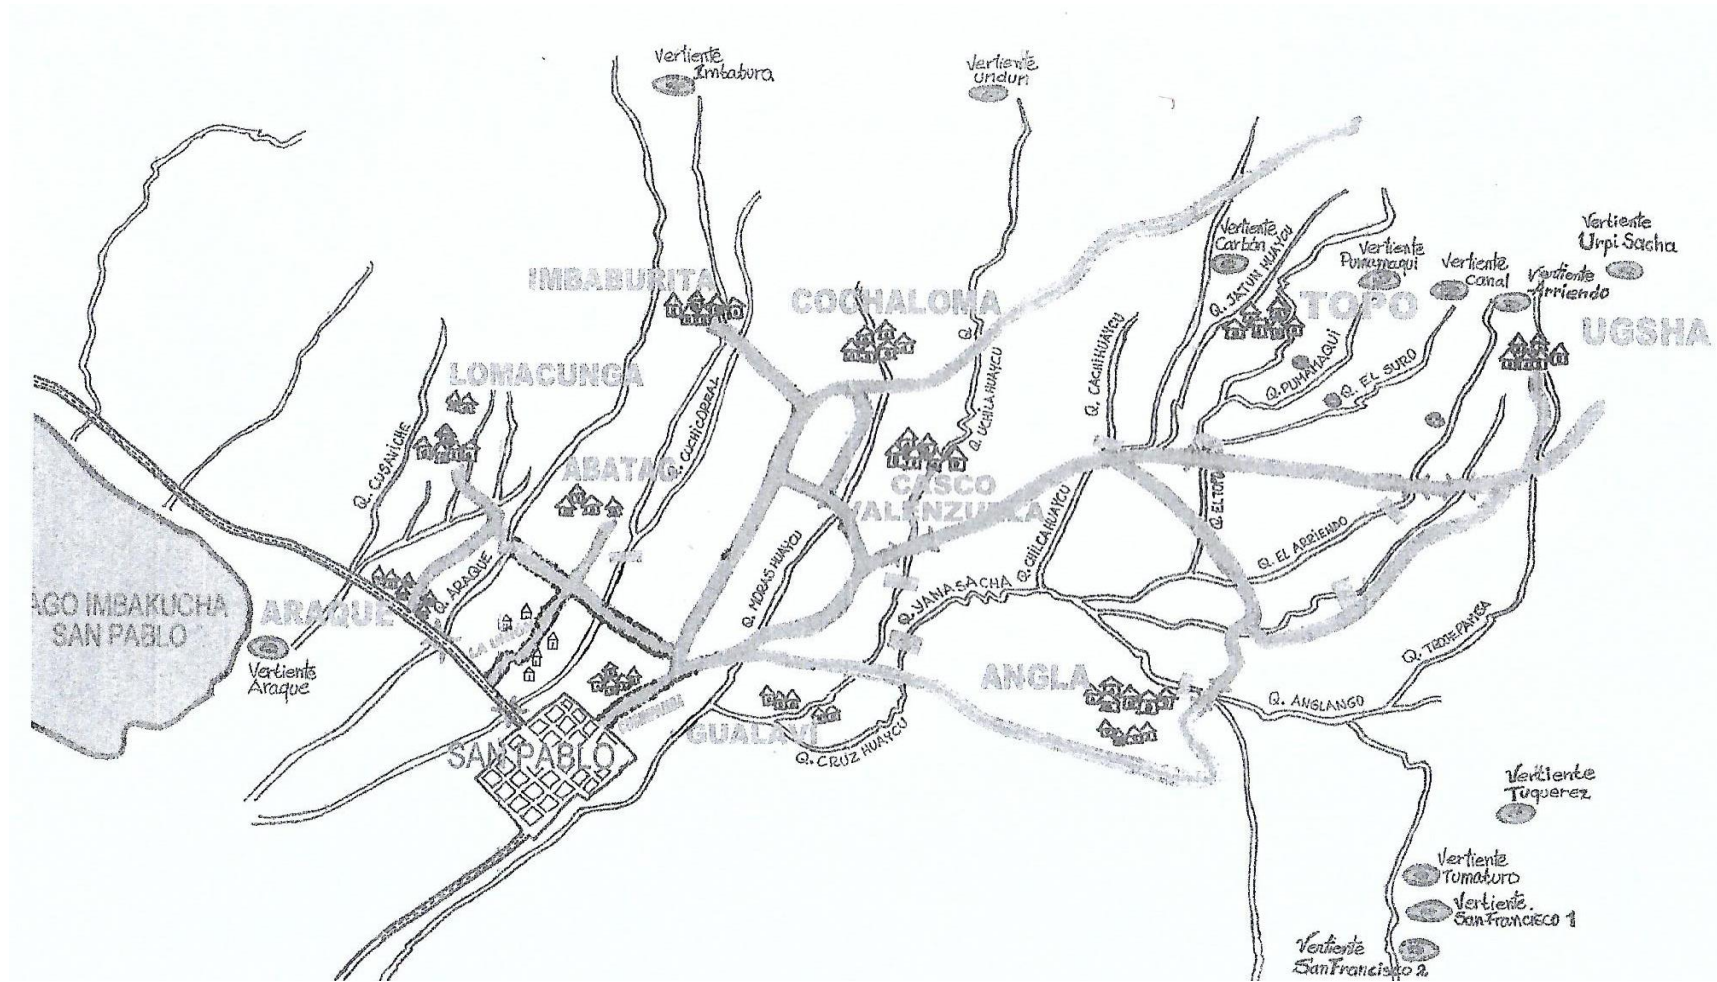 Vertiente
Imbabura
Vertiente
Unduri
Vertiente
Carbón
Q. JATUN HUAYCU
Vertiente
Pumamaqui
Vertiente
Canal
Vertiente
Arriendo
Vertiente
Urpi Sacha
IMBABURITA
COCHALOMA
TOPO
UGSHA
LOMACUNGA
Q. CUSANICHE
ABATAG
Q. CUCHICORRAL
Q. UCHILA HUAYCU
Q. CACHIHUAYCU
Q. PUMAMAQUI
Q. EL SURO
CASCO
VALENZUELA
Q. EL TOPO
Q. CHILCAHUAYCU
Q. EL ARRIENDO
Q. MORAS HUAYCU
Q. YANA SACHA
LAGO IMBAKUCHA
SAN PABLO
ARAQUE
Q. ARAQUE
Vertiente
Araque
ANGLA
Q. ANGLANGO
GUALAVI
Q. CRUZ HUAYCU
SAN PABLO
Vertiente
Tuquerez
Vertiente
Tumaturo
Vertiente.
San Francisco 1
Vertiente
San Francisco 2